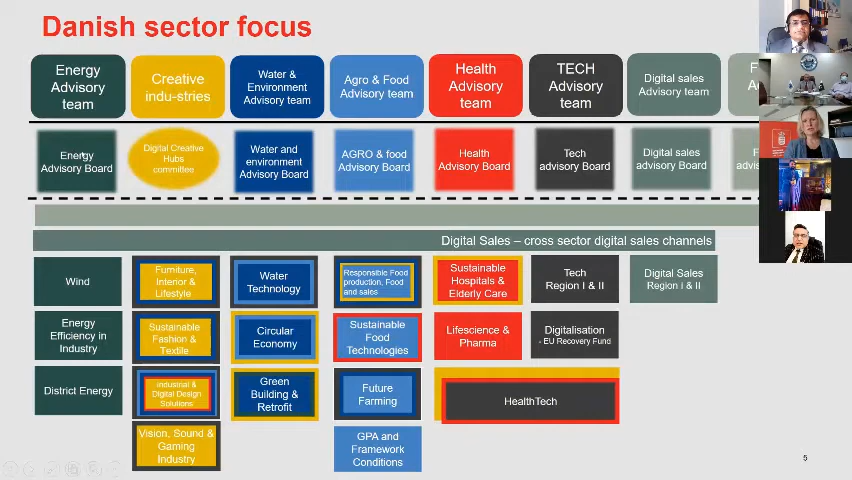 Danish sector focus
Energy
Advisory
team
Creative
indu-stries
Water &
Environment
Advisory team
Agro & Food
Advisory team
Health
Advisory
team
TECH
Advisory
team
Digital sales
Advisory team
Energy
Advisory Board
Digital Creative
Hubs
committee
Water and
environment
Advisory Board
AGRO & food
Advisory Board
Health
Advisory Board
Tech
advisory Board
Digital sales
advisory Board
Digital Sales – cross sector digital sales channels
Wind
Furniture,
Interior &
Lifestyle
Water
Technology
Responsible Food
production, Food
and sales
Sustainable
Hospitals &
Elderly Care
Tech
Region I & II
Digital Sales
Region I & II
Energy
Efficiency in
Industry
Sustainable
Fashion &
Textile
Circular
Economy
Sustainable
Food
Technologies
Lifescience &
Pharma
Digitalisation
- EU Recovery Fund
District Energy
Industrial &
Digital Design
Solutions
Green
Building &
Retrofit
Future
Farming
HealthTech
Vision, Sound &
Gaming
Industry
GPA and
Framework
Conditions
5